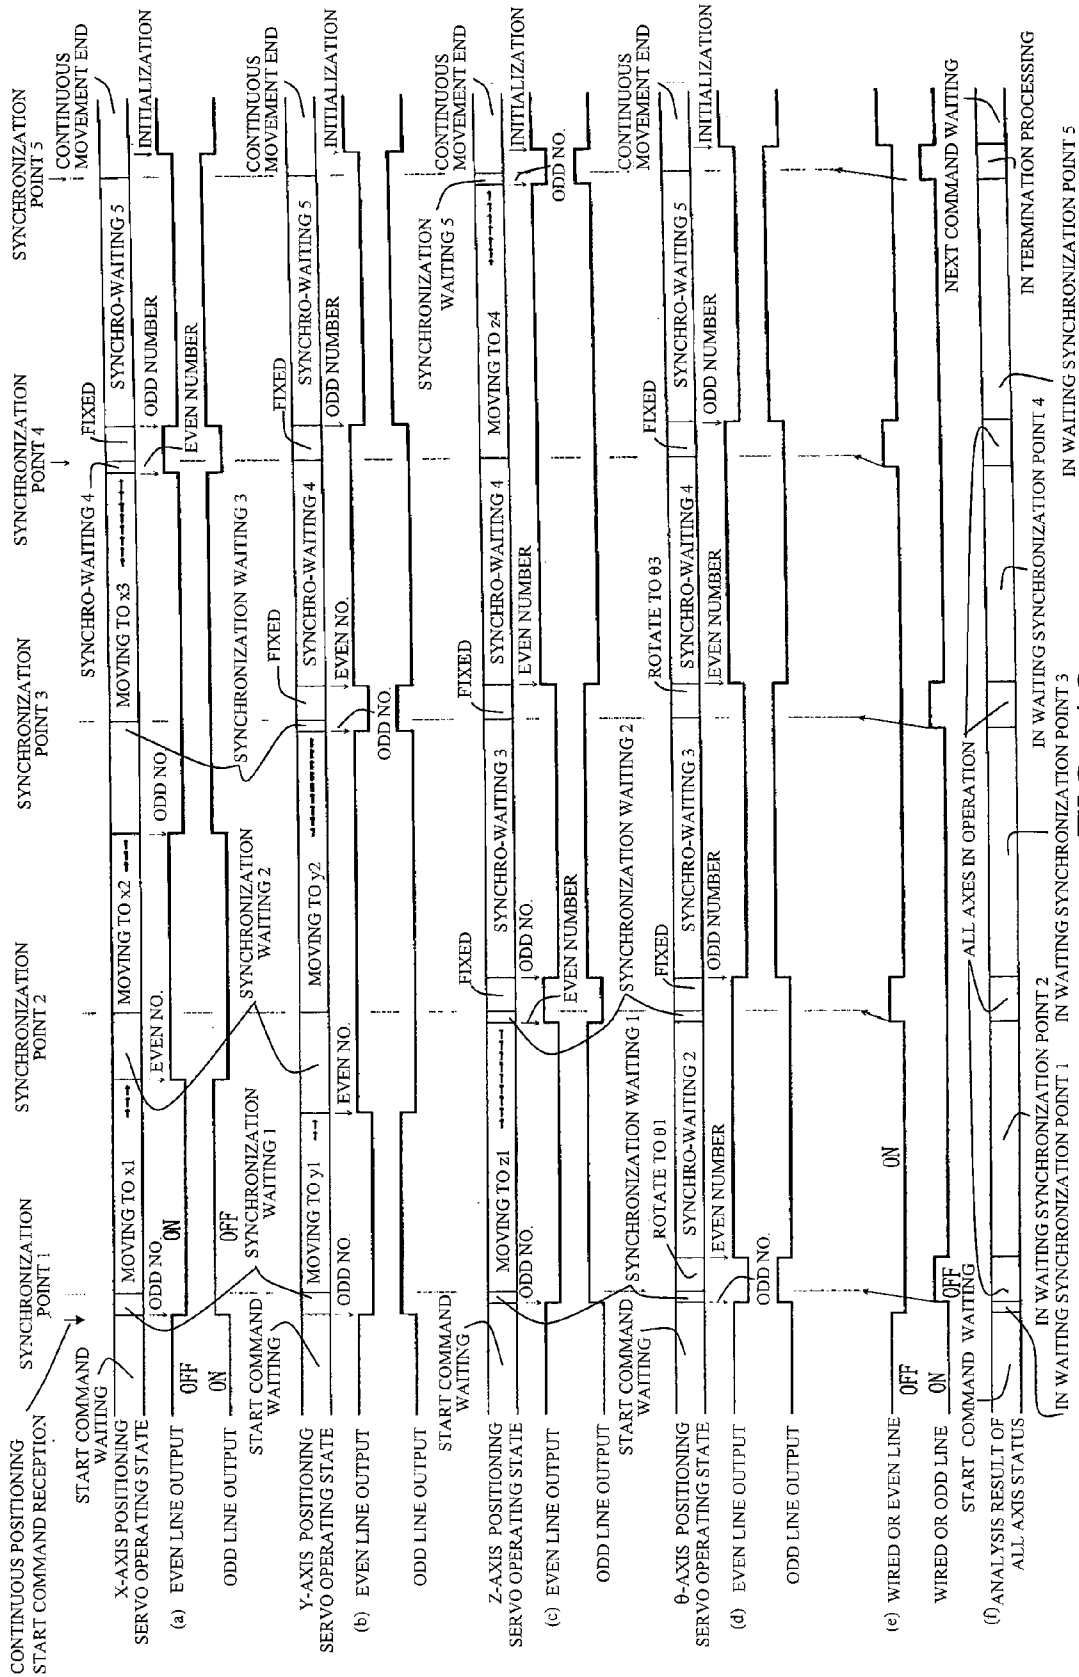 CONTINUOUS POSITIONING
START COMMAND RECEPTION
SYNCHRONIZATION
POINT 1
SYNCHRONIZATION
POINT 2
SYNCHRONIZATION
POINT 3
SYNCHRONIZATION
POINT 4
SYNCHRONIZATION
POINT 5
START COMMAND
WAITING
SYNCHRO-WAITING 4
FIXED
CONTINUOUS
MOVEMENT END
X-AXIS POSITIONING
SERVO OPERATING STATE
MOVING TO x1
MOVING TO x2
MOVING TO x3
SYNCHRO-WAITING 5
ODD NO.
EVEN NO.
ODD NO.
EVEN NUMBER
ODD NUMBER
INITIALIZATION
(a) EVEN LINE OUTPUT
OFF
ON
ODD LINE OUTPUT
ON
OFF
START COMMAND
WAITING
SYNCHRONIZATION
WAITING 1
SYNCHRONIZATION
WAITING 2
SYNCHRONIZATION WAITING 3
FIXED
FIXED
CONTINUOUS
MOVEMENT END
Y-AXIS POSITIONING
SERVO OPERATING STATE
MOVING TO y1
MOVING TO y2
SYNCHRO-WAITING 4
SYNCHRO-WAITING 5
ODD NO.
EVEN NO.
ODD NO.
EVEN NO.
ODD NUMBER
INITIALIZATION
(b) EVEN LINE OUTPUT
ODD LINE OUTPUT
START COMMAND
WAITING
FIXED
FIXED
SYNCHRONIZATION
WAITING 5
CONTINUOUS
MOVEMENT END
Z-AXIS POSITIONING
SERVO OPERATING STATE
MOVING TO z1
SYNCHRO-WAITING 3
SYNCHRO-WAITING 4
MOVING TO z4
ODD NO.
EVEN NUMBER
ODD NO.
EVEN NUMBER
ODD NO.
INITIALIZATION
(c) EVEN LINE OUTPUT
ODD LINE OUTPUT
START COMMAND
WAITING
SYNCHRONIZATION WAITING 1
SYNCHRONIZATION WAITING 2
ROTATE TO θ1
FIXED
ROTATE TO θ3
FIXED
CONTINUOUS
MOVEMENT END
θ-AXIS POSITIONING
SERVO OPERATING STATE
SYNCHRO-WAITING 2
SYNCHRO-WAITING 3
SYNCHRO-WAITING 4
SYNCHRO-WAITING 5
ODD NO.
EVEN NUMBER
ODD NUMBER
EVEN NUMBER
ODD NUMBER
INITIALIZATION
(d) EVEN LINE OUTPUT
ODD LINE OUTPUT
(e) WIRED OR EVEN LINE
OFF
ON
WIRED OR ODD LINE
ON
OFF
START COMMAND WAITING
ALL AXES IN OPERATION
NEXT COMMAND WAITING
(f) ANALYSIS RESULT OF
ALL AXIS STATUS
IN TERMINATION PROCESSING
IN WAITING SYNCHRONIZATION POINT 2
IN WAITING SYNCHRONIZATION POINT 4
IN WAITING SYNCHRONIZATION POINT 1
IN WAITING SYNCHRONIZATION POINT 3
IN WAITING SYNCHRONIZATION POINT 5